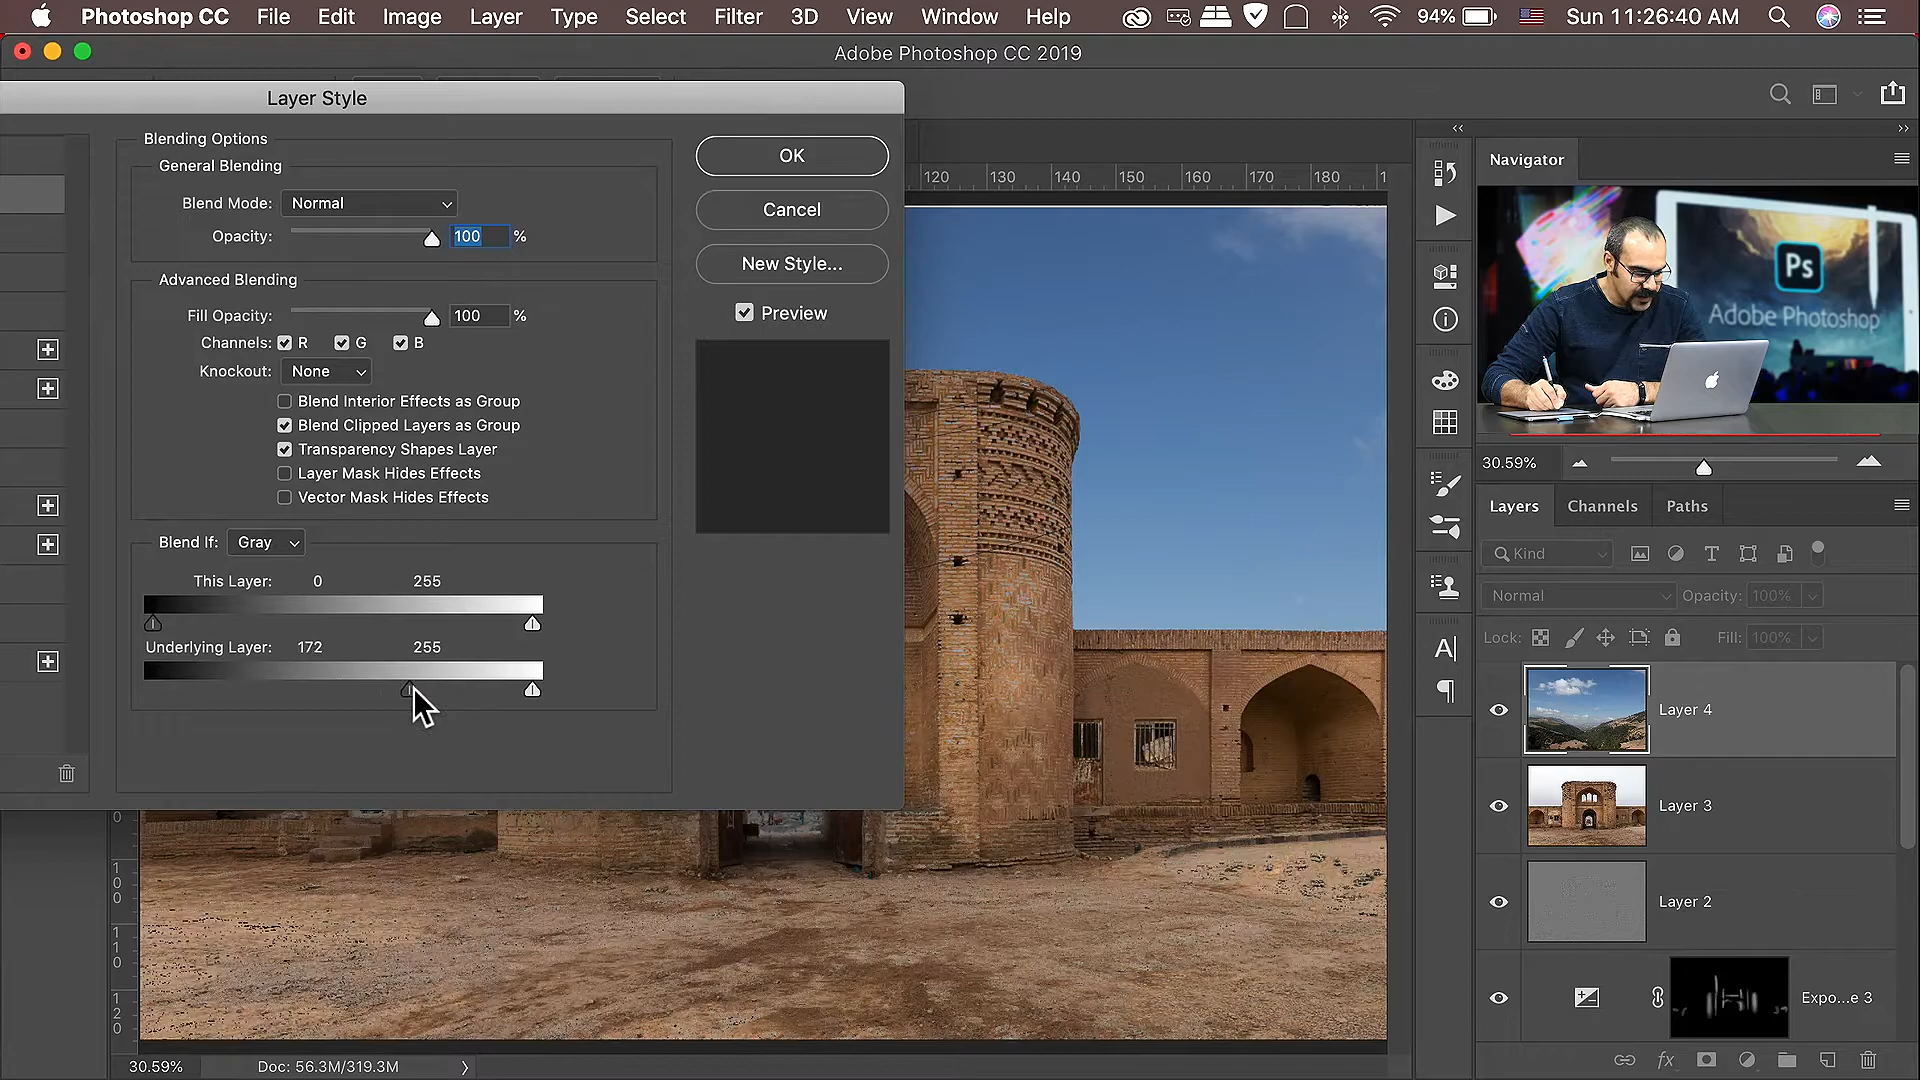 Photoshop CC File Edit Image Layer Type Select Filter 3D View Window Help 94% Sun 11:26:40 AM
Adobe Photoshop CC 2019
Layer Style
Blending Options
General Blending
Blend Mode: Normal
Opacity: 100 %
Advanced Blending
Fill Opacity: 100 %
Channels: R G B
Knockout: None
Blend Interior Effects as Group
Blend Clipped Layers as Group
Transparency Shapes Layer
Layer Mask Hides Effects
Vector Mask Hides Effects
Blend If: Gray
This Layer: 0 255
Underlying Layer: 172 255
OK
Cancel
New Style...
Preview
120 130 140 150 160 170 180 1
0
100
110
120
30.59% Doc: 56.3M/319.3M
Navigator
Ps
Adobe Photoshop
30.59%
Layers Channels Paths
Kind
Normal Opacity: 100%
Lock: Fill: 100%
Layer 4
Layer 3
Layer 2
Expo...e 3